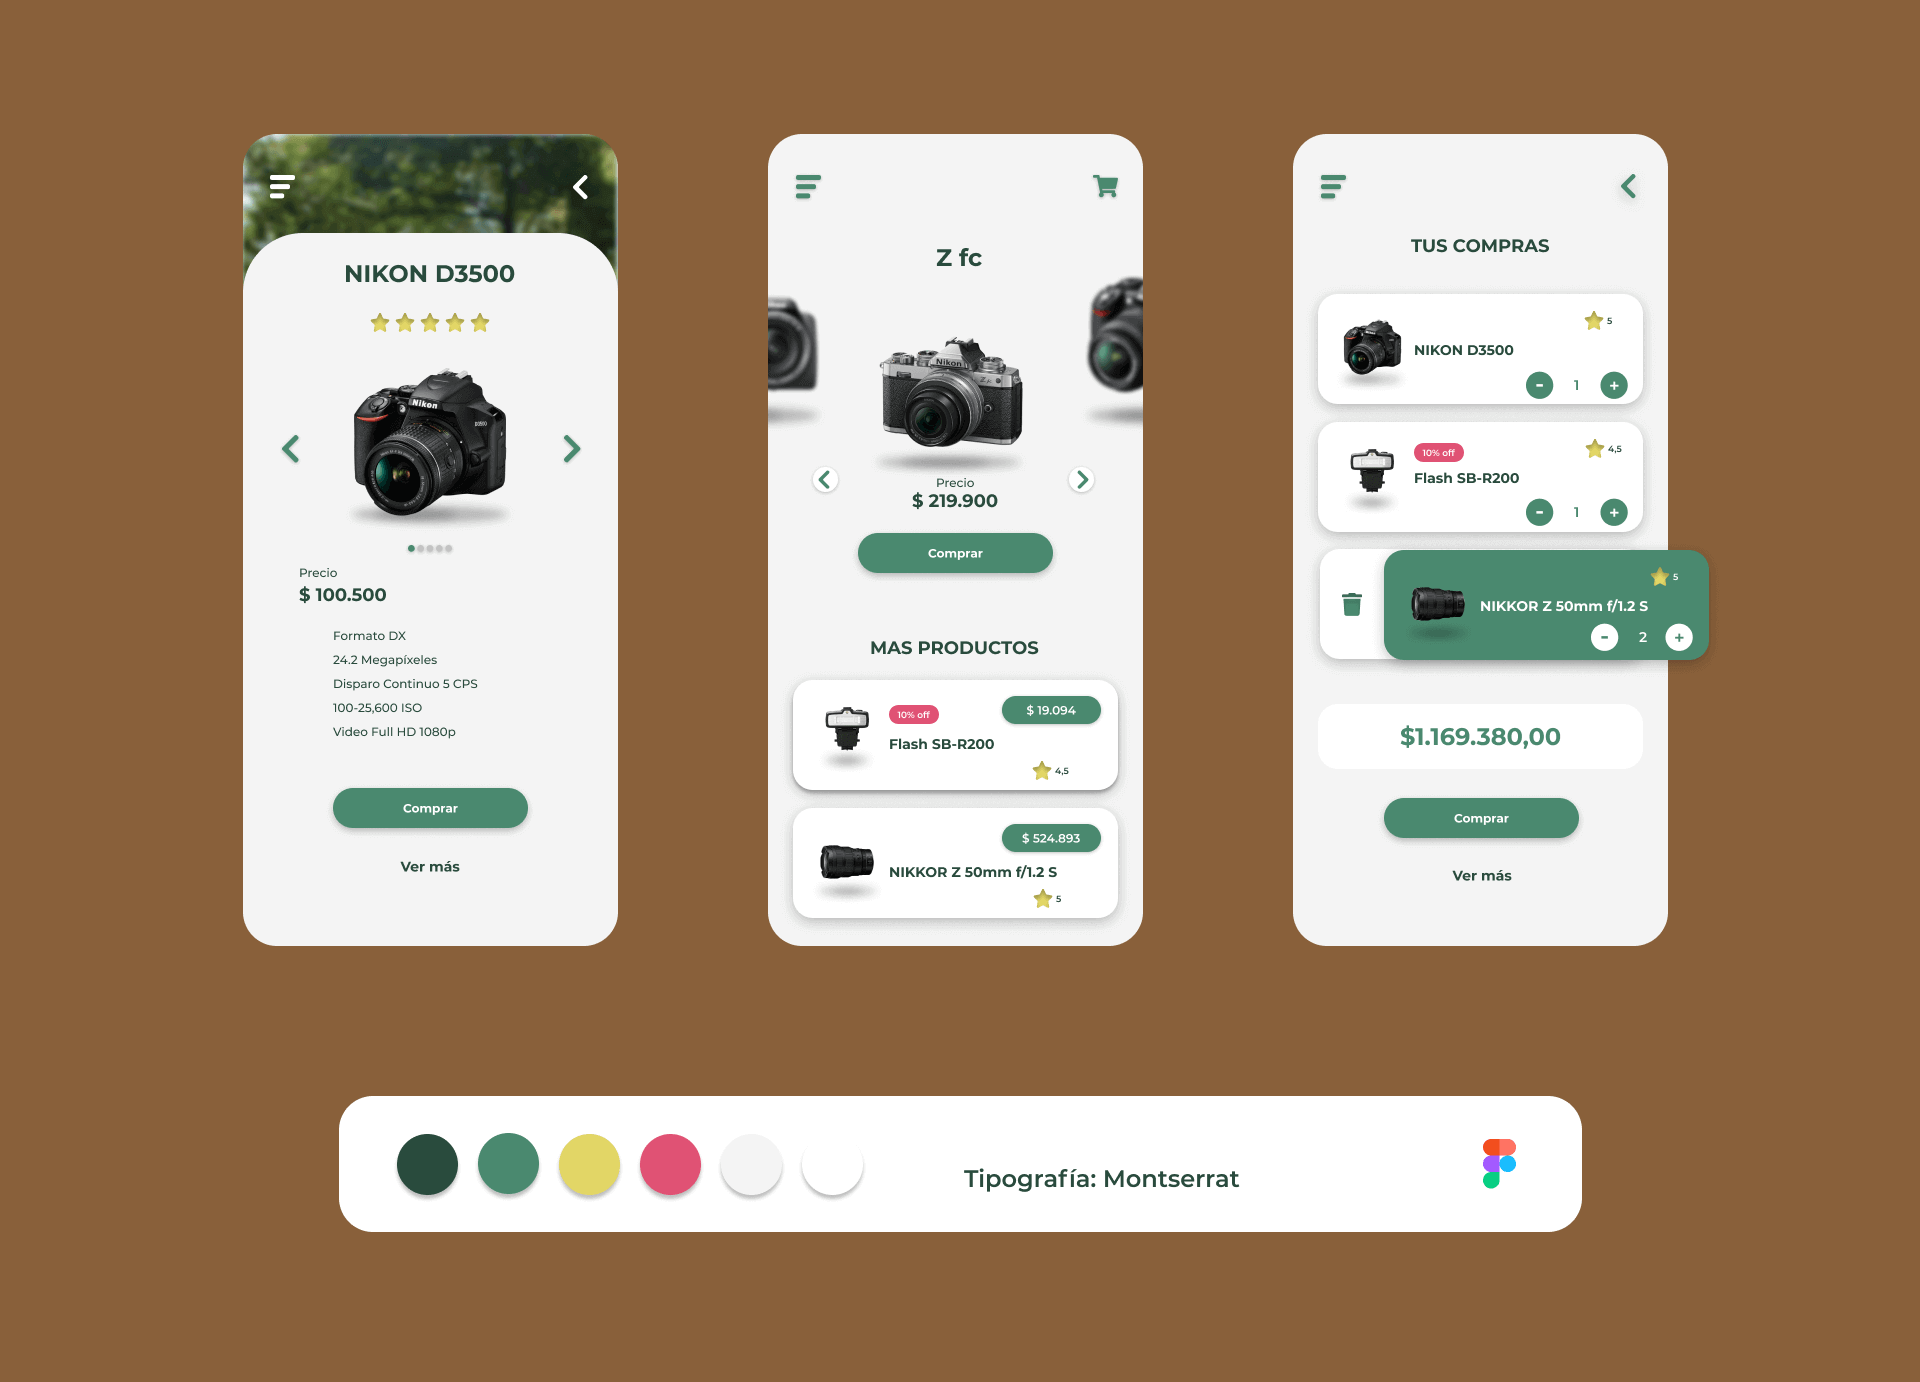 NIKON D3500
Nikon
D3500
Precio
$ 100.500
Formato DX
24.2 Megapíxeles
Disparo Continuo 5 CPS
100-25,600 ISO
Video Full HD 1080p
Comprar
Ver más
Z fc
Nikon
Z fc
Precio
$ 219.900
Comprar
MAS PRODUCTOS
10% off
$ 19.094
Flash SB-R200
4,5
$ 524.893
NIKKOR Z 50mm f/1.2 S
5
TUS COMPRAS
5
NIKON D3500
- 1 +
10% off
4,5
Flash SB-R200
- 1 +
5
NIKKOR Z 50mm f/1.2 S
- 2 +
$1.169.380,00
Comprar
Ver más
Tipografía: Montserrat